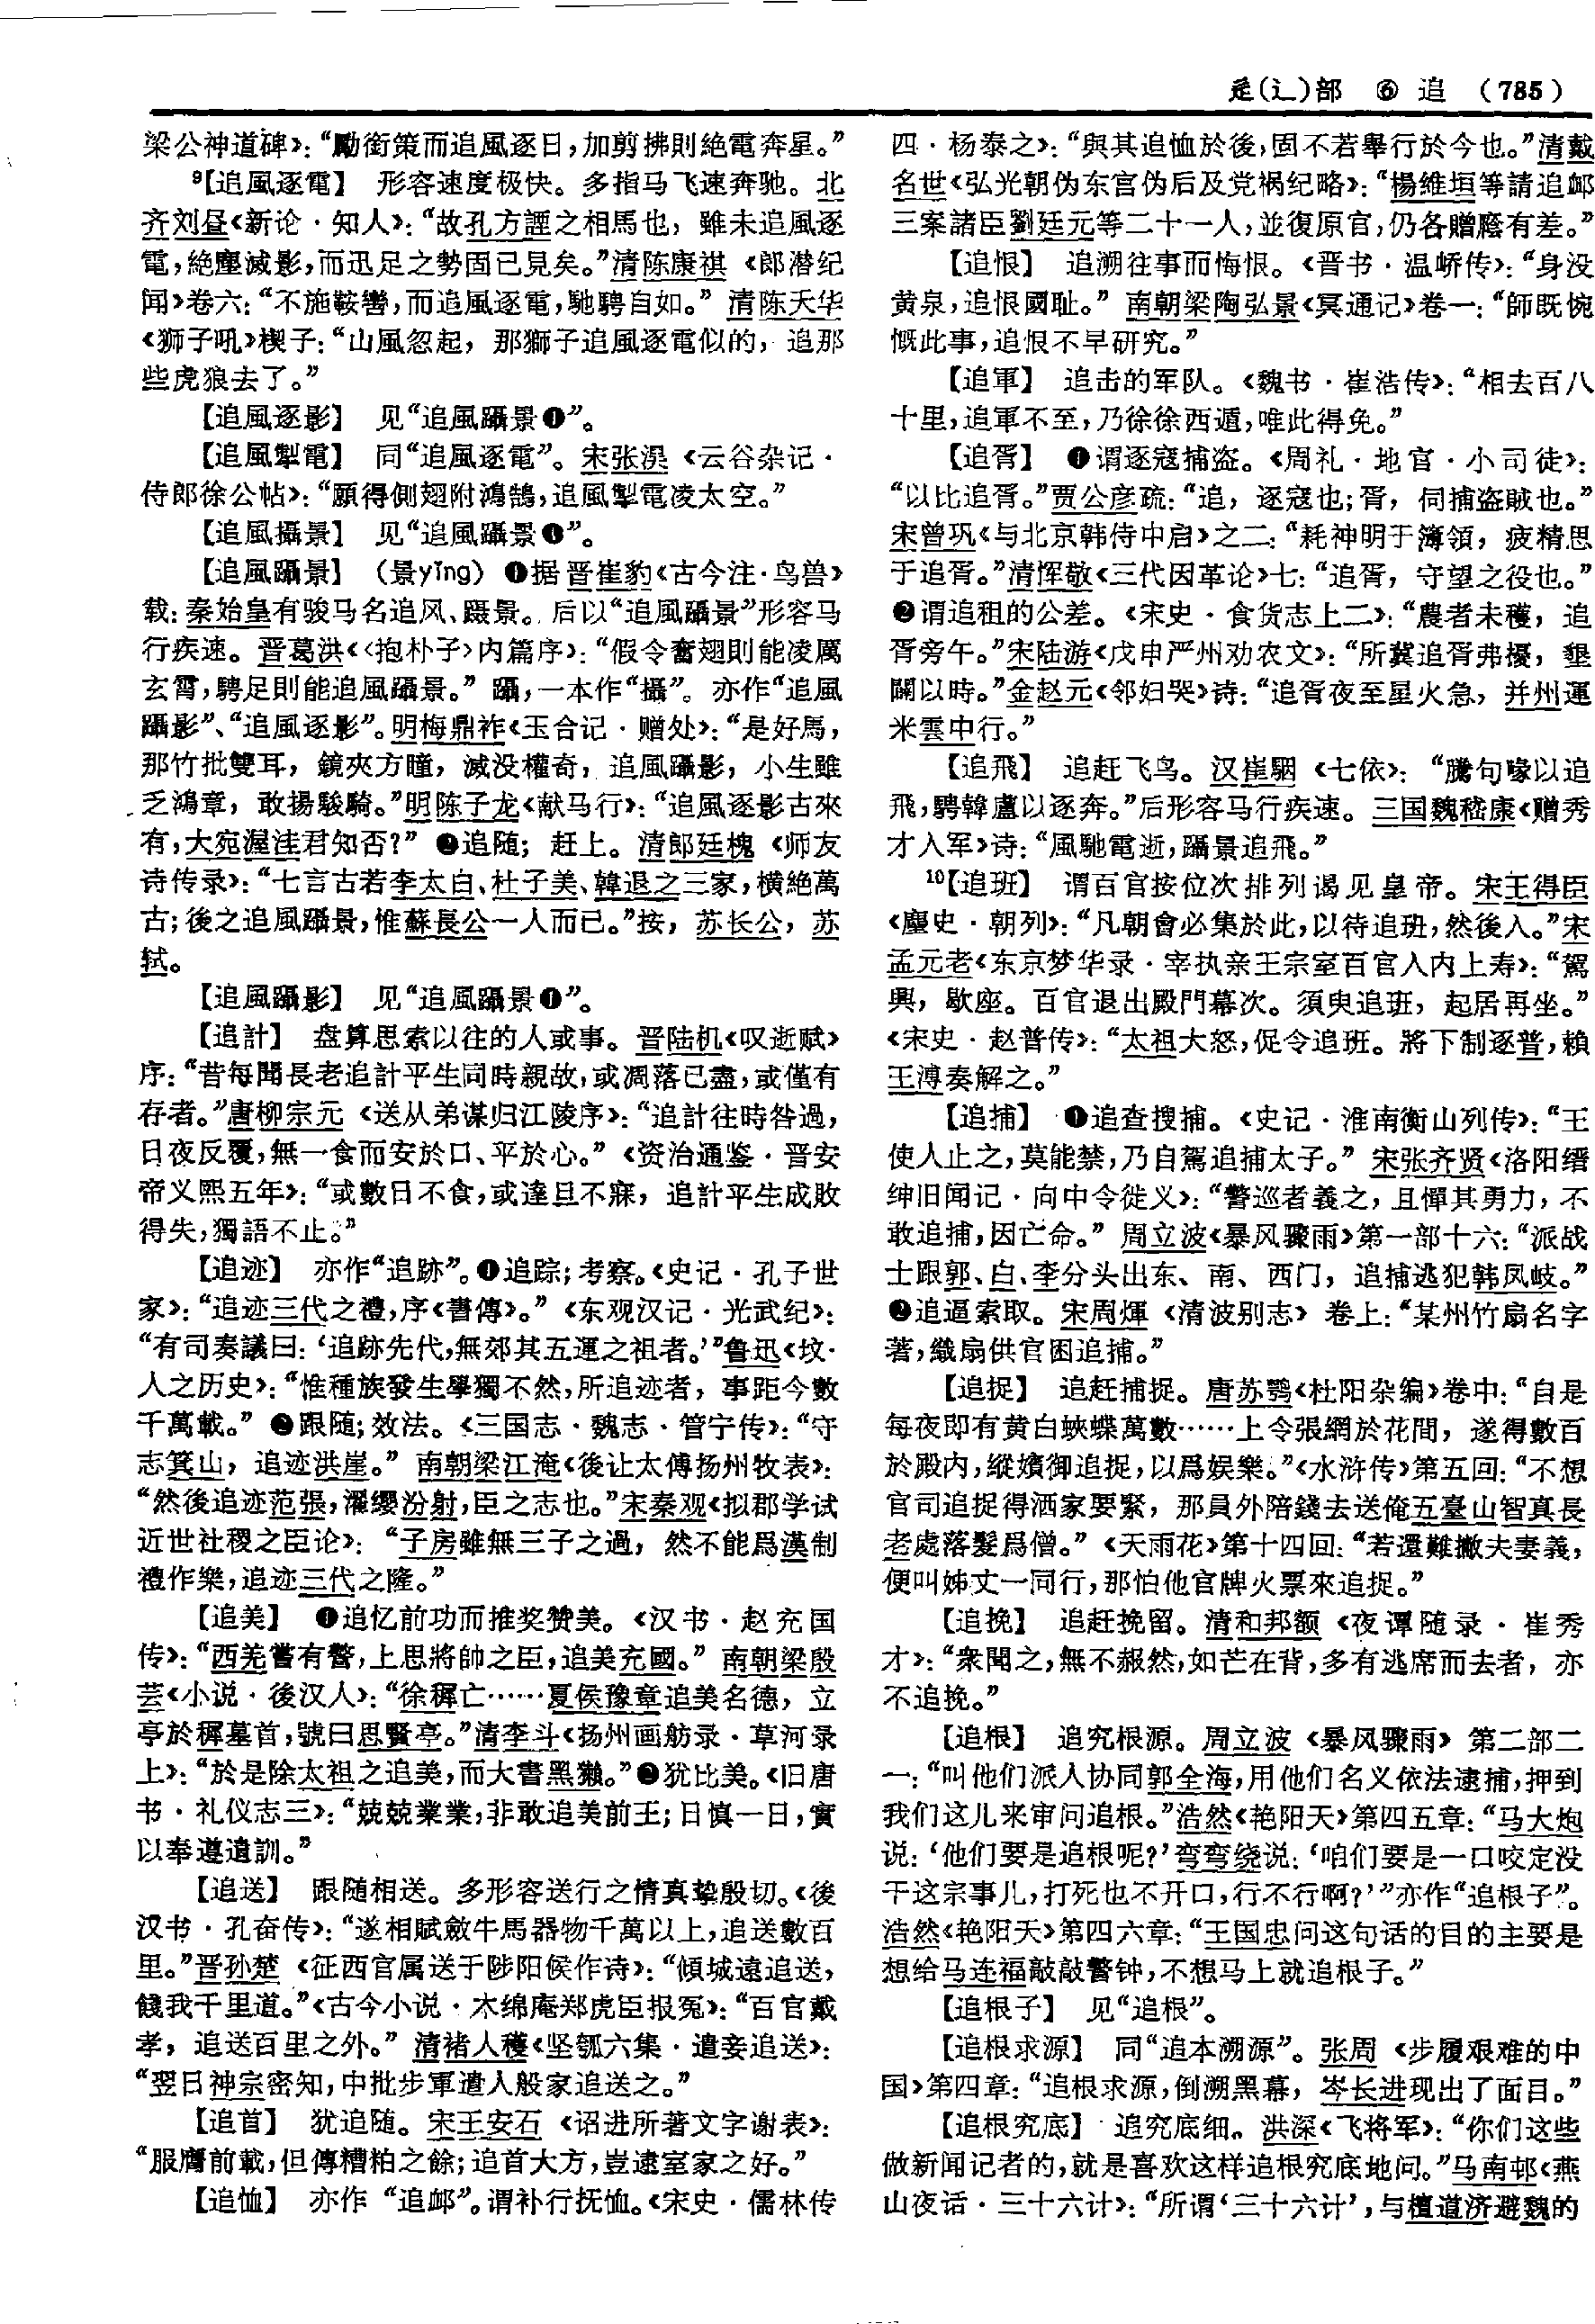 辵(辶)部 ⑥ 追 (785)
梁公神道碑》：“勵銜策而追風逐日，加剪拂則絶電奔星。”
⁹【追風逐電】 形容速度极快。多指马飞速奔驰。北
齐刘昼《新论·知人》：“故孔方諲之相馬也，雖未追風逐
電，絶塵滅影，而迅足之勢固已見矣。”清陈康祺《郎潜纪
闻》卷六：“不施鞍轡，而追風逐電，馳騁自如。”清陈天华
《狮子吼》楔子：“山風忽起，那獅子追風逐電似的，追那
些虎狼去了。”
【追風逐影】 见“追風躡景❶”。
【追風掣電】 同“追風逐電”。宋张淏《云谷杂记·
侍郎徐公帖》：“願得側翅附鴻鵠，追風掣電凌太空。”
【追風攝景】 见“追風躡景❶”。
【追風躡景】 （景yǐng）❶据晋崔豹《古今注·鸟兽》
载：秦始皇有骏马名追风、蹑景。后以“追風躡景”形容马
行疾速。晋葛洪《〈抱朴子〉内篇序》：“假令奮翅則能凌厲
玄霄，騁足則能追風躡景。”躡，一本作“攝”。亦作“追風
躡影”、“追風逐影”。明梅鼎祚《玉合记·赠处》：“是好馬，
那竹批雙耳，鏡夾方瞳，滅没權奇，追風躡影，小生雖
乏鴻章，敢揚駿騎。”明陈子龙《献马行》：“追風逐影古來
有，大宛渥洼君知否？”❷追随；赶上。清郎廷槐《师友
诗传录》：“七言古若李太白、杜子美、韓退之三家，横絶萬
古；後之追風躡景，惟蘇長公一人而已。”按，苏长公，苏
轼。
【追風躡影】 见“追風躡景❶”。
【追計】 盘算思索以往的人或事。晋陆机《叹逝赋》
序：“昔每聞長老追計平生同時親故，或凋落已盡，或僅有
存者。”唐柳宗元《送从弟谋归江陵序》：“追計往時咎過，
日夜反覆，無一食而安於口、平於心。”《资治通鉴·晋安
帝义熙五年》：“或數日不食，或達旦不寐，追計平生成敗
得失，獨語不止。”
【追迹】 亦作“追跡”。❶追踪；考察。《史记·孔子世
家》：“追迹三代之禮，序《書傳》。”《东观汉记·光武纪》：
“有司奏議曰：‘追跡先代，無郊其五運之祖者。’”鲁迅《坟·
人之历史》：“惟種族發生學獨不然，所追迹者，事距今數
千萬載。”❷跟随；效法。《三国志·魏志·管宁传》：“守
志箕山，追迹洪崖。”南朝梁江淹《後让太傅扬州牧表》：
“然後追迹范張，濯纓汾射，臣之志也。”宋秦观《拟郡学试
近世社稷之臣论》：“子房雖無三子之過，然不能爲漢制
禮作樂，追迹三代之隆。”
【追美】 ❶追忆前功而推奖赞美。《汉书·赵充国
传》：“西羌嘗有警，上思將帥之臣，追美充國。”南朝梁殷
芸《小说·後汉人》：“徐穉亡……夏侯豫章追美名德，立
亭於穉墓首，號曰思賢亭。”清李斗《扬州画舫录·草河录
上》：“於是除太祖之追美，而大書黑獺。”❷犹比美。《旧唐
书·礼仪志三》：“兢兢業業，非敢追美前王；日慎一日，實
以奉遵遺訓。”
【追送】 跟随相送。多形容送行之情真挚殷切。《後
汉书·孔奋传》：“遂相賦斂牛馬器物千萬以上，追送數百
里。”晋孙楚《征西官属送于陟阳侯作诗》：“傾城遠追送，
餞我千里道。”《古今小说·木绵庵郑虎臣报冤》：“百官戴
孝，追送百里之外。”清褚人穫《坚瓠六集·遣妾追送》：
“翌日神宗密知，中批步軍遣人般家追送之。”
【追首】 犹追随。宋王安石《诏进所著文字谢表》：
“服膺前載，但傳糟粕之餘；追首大方，豈逮室家之好。”
【追恤】 亦作“追卹”。谓补行抚恤。《宋史·儒林传
四·杨泰之》：“與其追恤於後，固不若舉行於今也。”清戴
名世《弘光朝伪东宫伪后及党祸纪略》：“楊維垣等請追卹
三案諸臣劉廷元等二十一人，並復原官，仍各贈廕有差。”
【追恨】 追溯往事而悔恨。《晋书·温峤传》：“身没
黄泉，追恨國耻。”南朝梁陶弘景《冥通记》卷一：“師既惋
慨此事，追恨不早研究。”
【追軍】 追击的军队。《魏书·崔浩传》：“相去百八
十里，追軍不至，乃徐徐西遁，唯此得免。”
【追胥】 ❶谓逐寇捕盗。《周礼·地官·小司徒》：
“以比追胥。”贾公彦疏：“追，逐寇也；胥，伺捕盗賊也。”
宋曾巩《与北京韩侍中启》之二：“耗神明于簿領，疲精思
于追胥。”清恽敬《三代因革论》七：“追胥，守望之役也。”
❷谓追租的公差。《宋史·食货志上二》：“農者未穫，追
胥旁午。”宋陆游《戊申严州劝农文》：“所冀追胥弗擾，墾
闢以時。”金赵元《邻妇哭》诗：“追胥夜至星火急，并州運
米雲中行。”
【追飛】 追赶飞鸟。汉崔駰《七依》：“騰句喙以追
飛，騁韓盧以逐奔。”后形容马行疾速。三国魏嵇康《赠秀
才入军》诗：“風馳電逝，躡景追飛。”
¹⁰【追班】 谓百官按位次排列谒见皇帝。宋王得臣
《麈史·朝列》：“凡朝會必集於此，以待追班，然後入。”宋
孟元老《东京梦华录·宰执亲王宗室百官入内上寿》：“駕
興，歇座。百官退出殿門幕次。須臾追班，起居再坐。”
《宋史·赵普传》：“太祖大怒，促令追班。將下制逐普，賴
王溥奏解之。”
【追捕】 ❶追查搜捕。《史记·淮南衡山列传》：“王
使人止之，莫能禁，乃自駕追捕太子。”宋张齐贤《洛阳缙
绅旧闻记·向中令徙义》：“警巡者義之，且憚其勇力，不
敢追捕，因亡命。”周立波《暴风骤雨》第一部十六：“派战
士跟郭、白、李分头出东、南、西门，追捕逃犯韩凤岐。”
❷追逼索取。宋周煇《清波别志》卷上：“某州竹扇名字
著，織扇供官困追捕。”
【追捉】 追赶捕捉。唐苏鹗《杜阳杂编》卷中：“自是
每夜即有黄白蛺蝶萬數……上令張網於花間，遂得數百
於殿内，縱嬪御追捉，以爲娱樂。”《水浒传》第五回：“不想
官司追捉得洒家要緊，那員外陪錢去送俺五臺山智真長
老處落髮爲僧。”《天雨花》第十四回：“若還難撇夫妻義，
便叫姊丈一同行，那怕他官牌火票來追捉。”
【追挽】 追赶挽留。清和邦额《夜谭随录·崔秀
才》：“衆聞之，無不赧然，如芒在背，多有逃席而去者，亦
不追挽。”
【追根】 追究根源。周立波《暴风骤雨》第二部二
一：“叫他们派人协同郭全海，用他们名义依法逮捕，押到
我们这儿来审问追根。”浩然《艳阳天》第四五章：“马大炮
说：‘他们要是追根呢？’弯弯绕说：‘咱们要是一口咬定没
干这宗事儿，打死也不开口，行不行啊？’”亦作“追根子”。
浩然《艳阳天》第四六章：“王国忠问这句话的目的主要是
想给马连福敲敲警钟，不想马上就追根子。”
【追根子】 见“追根”。
【追根求源】 同“追本溯源”。张周《步履艰难的中
国》第四章：“追根求源，倒溯黑幕，岑长进现出了面目。”
【追根究底】 追究底细。洪深《飞将军》：“你们这些
做新闻记者的，就是喜欢这样追根究底地问。”马南邨《燕
山夜话·三十六计》：“所谓‘三十六计’，与檀道济避魏的